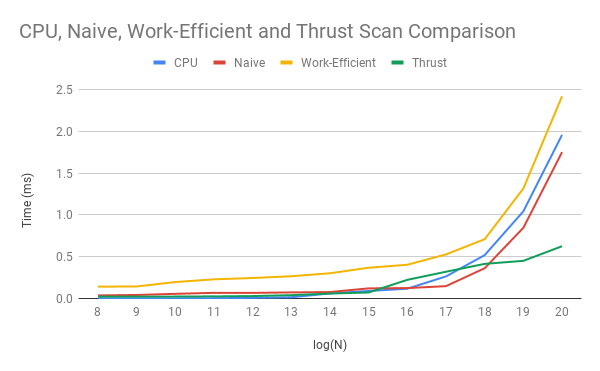 CPU, Naive, Work-Efficient and Thrust Scan Comparison
CPU Naive Work-Efficient Thrust
2.5
2.0
1.5
1.0
0.5
0.0
Time (ms)
8 9 10 11 12 13 14 15 16 17 18 19 20
log(N)